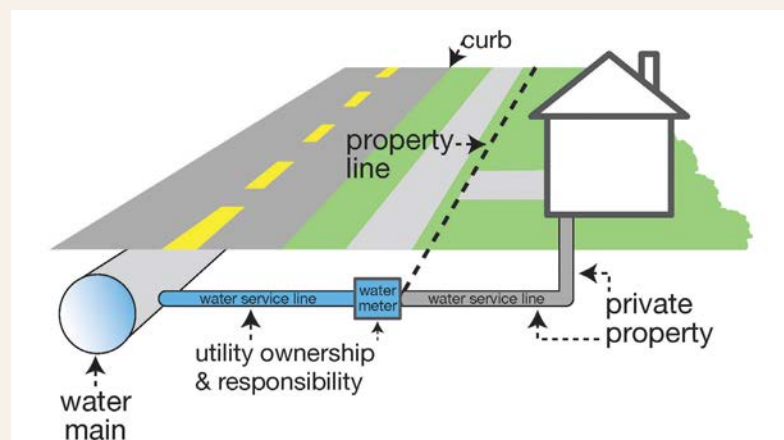 curb
property
line
water service line
water
meter
water service line
private
property
utility ownership
& responsibility
water
main